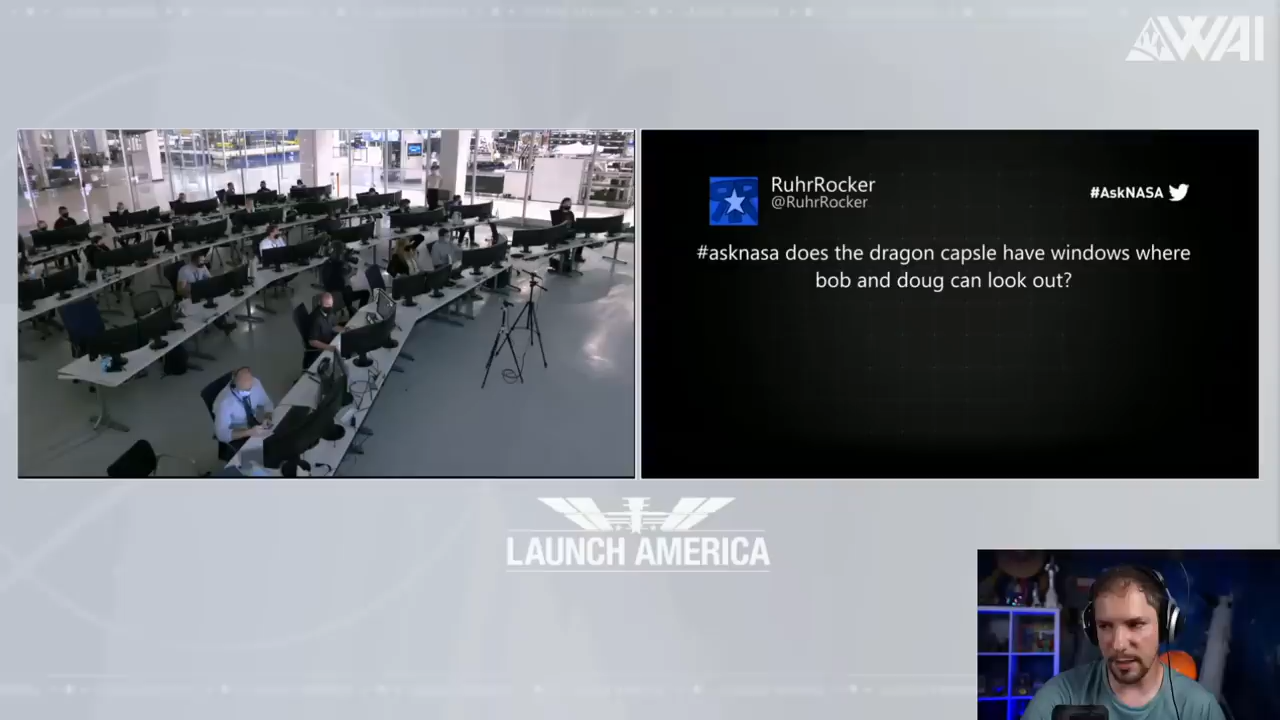 WAI
RuhrRocker
@RuhrRocker
#AskNASA
#asknasa does the dragon capsle have windows where
bob and doug can look out?
LAUNCH AMERICA